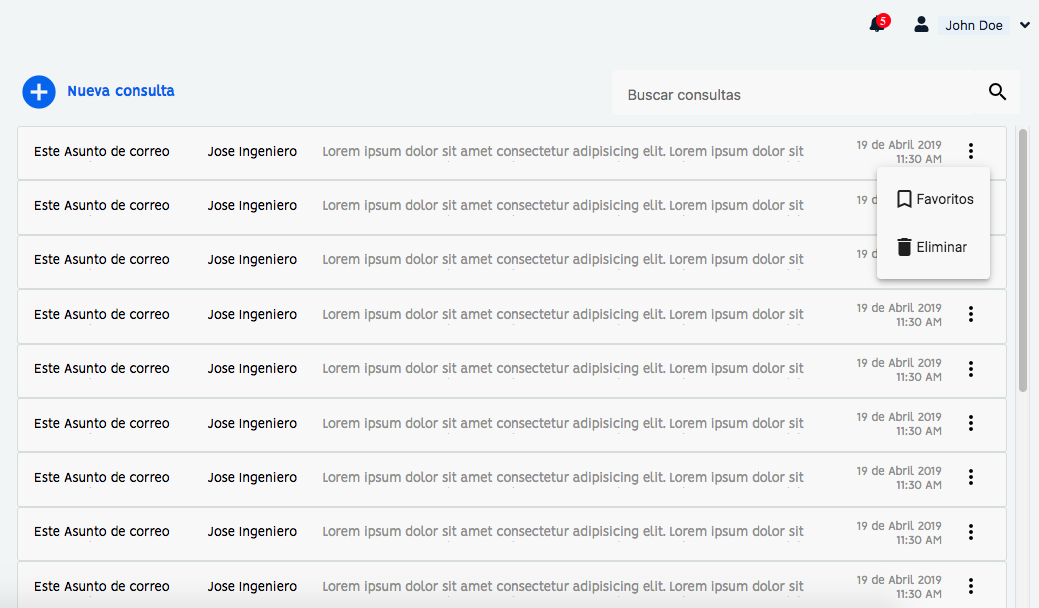 5
John Doe
Nueva consulta
Buscar consultas
Este Asunto de correo Jose Ingeniero Lorem ipsum dolor sit amet consectetur adipisicing elit. Lorem ipsum dolor sit 19 de Abril 2019
11:30 AM
Favoritos
Eliminar
Este Asunto de correo Jose Ingeniero Lorem ipsum dolor sit amet consectetur adipisicing elit. Lorem ipsum dolor sit 19
Este Asunto de correo Jose Ingeniero Lorem ipsum dolor sit amet consectetur adipisicing elit. Lorem ipsum dolor sit 19
Este Asunto de correo Jose Ingeniero Lorem ipsum dolor sit amet consectetur adipisicing elit. Lorem ipsum dolor sit 19 de Abril 2019
11:30 AM
Este Asunto de correo Jose Ingeniero Lorem ipsum dolor sit amet consectetur adipisicing elit. Lorem ipsum dolor sit 19 de Abril 2019
11:30 AM
Este Asunto de correo Jose Ingeniero Lorem ipsum dolor sit amet consectetur adipisicing elit. Lorem ipsum dolor sit 19 de Abril 2019
11:30 AM
Este Asunto de correo Jose Ingeniero Lorem ipsum dolor sit amet consectetur adipisicing elit. Lorem ipsum dolor sit 19 de Abril 2019
11:30 AM
Este Asunto de correo Jose Ingeniero Lorem ipsum dolor sit amet consectetur adipisicing elit. Lorem ipsum dolor sit 19 de Abril 2019
11:30 AM
Este Asunto de correo Jose Ingeniero Lorem ipsum dolor sit amet consectetur adipisicing elit. Lorem ipsum dolor sit 19 de Abril 2019
11:30 AM